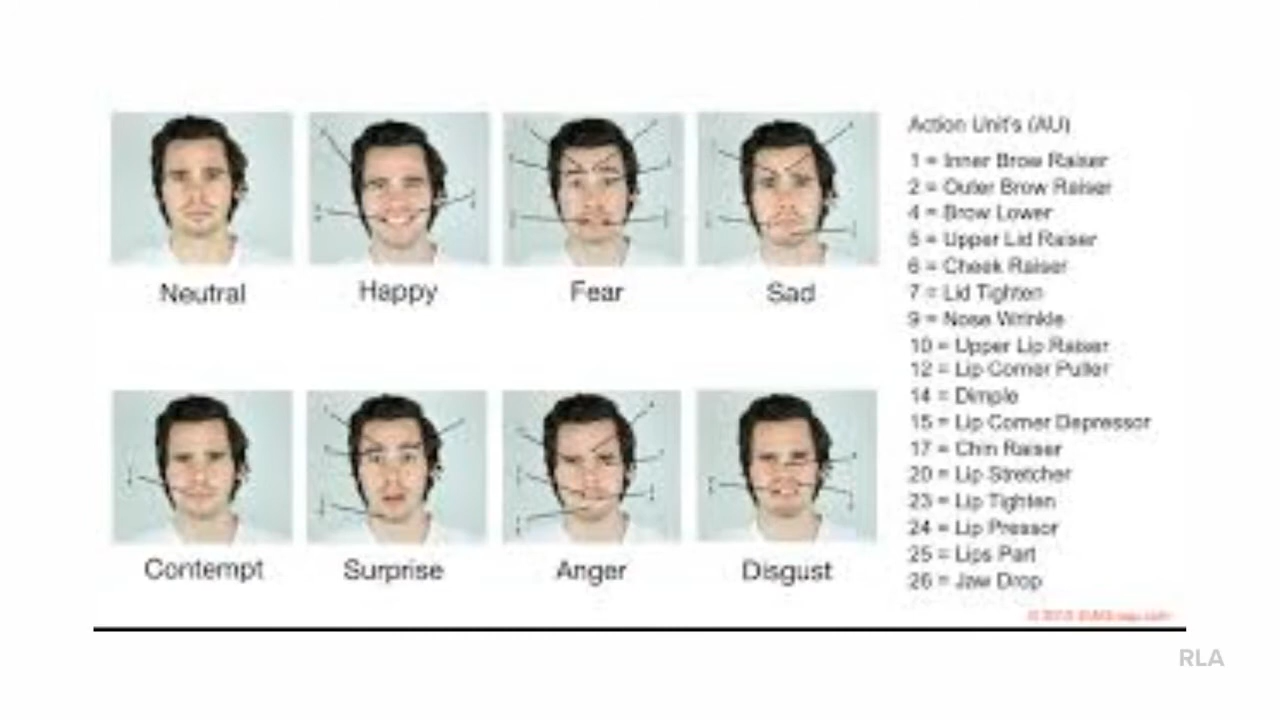 Action Unit's (AU)
1 = Inner Brow Raiser
2 = Outer Brow Raiser
4 = Brow Lower
5 = Upper Lid Raiser
6 = Cheek Raiser
7 = Lid Tighten
9 = Nose Wrinkle
10 = Upper Lip Raiser
12 = Lip Corner Puller
14 = Dimple
15 = Lip Corner Depressor
17 = Chin Raiser
20 = Lip Stretcher
23 = Lip Tighten
24 = Lip Pressor
25 = Lips Part
26 = Jaw Drop
Neutral
Happy
Fear
Sad
Contempt
Surprise
Anger
Disgust
RLA